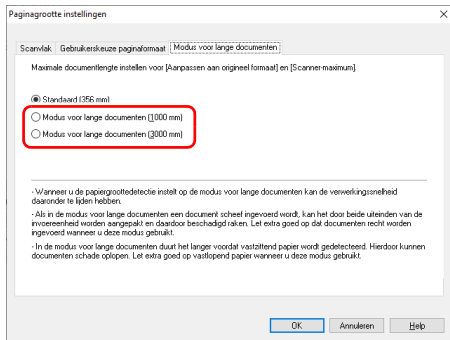 Paginagrootte instellingen
Scanvlak Gebruikerskeuze paginaformaat Modus voor lange documenten
Maximale documentlengte instellen voor [Aanpassen aan origineel formaat] en [Scanner-maximum].
Standaard (356 mm)
Modus voor lange documenten (1000 mm)
Modus voor lange documenten (3000 mm)
- Wanneer u de papiergroottedetectie instelt op de modus voor lange documenten kan de verwerkingssnelheid
daaronder te lijden hebben.
- Als in de modus voor lange documenten een document scheef ingevoerd wordt, kan het door beide uiteinden van de
invoereenheid worden aangepakt en daardoor beschadigd raken. Let extra goed op dat documenten recht worden
ingevoerd wanneer u deze modus gebruikt.
- In de modus voor lange documenten duurt het langer voordat vastzittend papier wordt gedetecteerd. Hierdoor kunnen
documenten schade oplopen. Let extra goed op vastlopend papier wanneer u deze modus gebruikt.
OK Annuleren Help